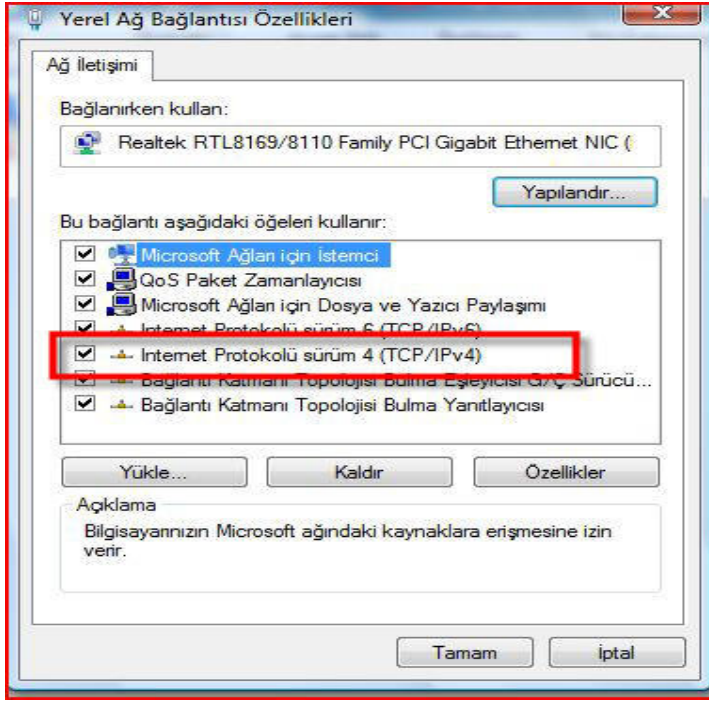 Yerel Ağ Bağlantısı Özellikleri
Ağ İletişimi
Bağlanırken kullan:
Realtek RTL8169/8110 Family PCI Gigabit Ethernet NIC (
Yapılandır...
Bu bağlantı aşağıdaki öğeleri kullanır:
Microsoft Ağları için İstemci
QoS Paket Zamanlayıcısı
Microsoft Ağları için Dosya ve Yazıcı Paylaşımı
Internet Protokolü sürüm 6 (TCP/IPv6)
Internet Protokolü sürüm 4 (TCP/IPv4)
Bağlantı Katmanı Topolojisi Bulma Eşleyicisi G/Ç Sürücü...
Bağlantı Katmanı Topolojisi Bulma Yanıtlayıcısı
Yükle...
Kaldır
Özellikler
Açıklama
Bilgisayarınızın Microsoft ağındaki kaynaklara erişmesine izin
verir.
Tamam
İptal